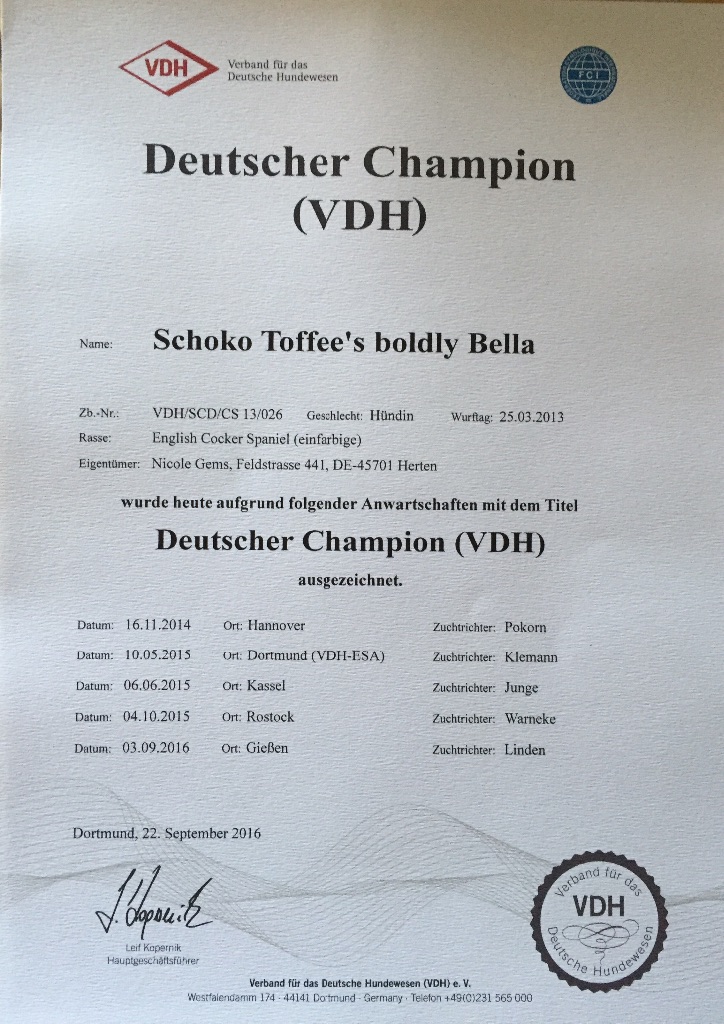 VDH
Verband für das
Deutsche Hundewesen
FCI
Deutscher Champion
(VDH)
Name: Schoko Toffee's boldly Bella
Zb.-Nr.: VDH/SCD/CS 13/026 Geschlecht: Hündin Wurftag: 25.03.2013
Rasse: English Cocker Spaniel (einfarbige)
Eigentümer: Nicole Gems, Feldstrasse 441, DE-45701 Herten
wurde heute aufgrund folgender Anwartschaften mit dem Titel
Deutscher Champion (VDH)
ausgezeichnet.
Datum: 16.11.2014 Ort: Hannover Zuchtrichter: Pokorn
Datum: 10.05.2015 Ort: Dortmund (VDH-ESA) Zuchtrichter: Klemann
Datum: 06.06.2015 Ort: Kassel Zuchtrichter: Junge
Datum: 04.10.2015 Ort: Rostock Zuchtrichter: Warneke
Datum: 03.09.2016 Ort: Gießen Zuchtrichter: Linden
Dortmund, 22. September 2016
L. Kopernik
Leif Kopernik
Hauptgeschäftsführer
Verband für das
VDH
Deutsche Hundewesen
Verband für das Deutsche Hundewesen (VDH) e. V.
Westfalendamm 174 · 44141 Dortmund · Germany · Telefon +49(0)231 565 000